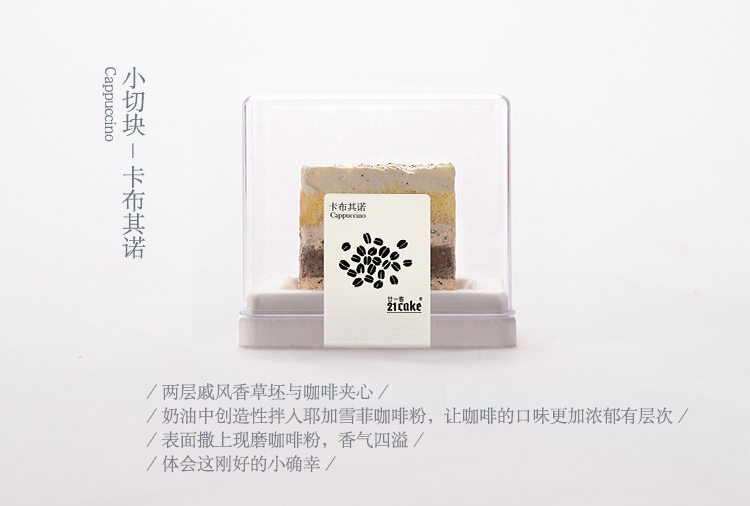 小切块–卡布其诺
Cappuccino
卡布其诺
Cappuccino
廿一客
21cake®
/ 两层戚风香草坯与咖啡夹心 /
/ 奶油中创造性拌入耶加雪菲咖啡粉，让咖啡的口味更加浓郁有层次 /
/ 表面撒上现磨咖啡粉，香气四溢 /
/ 体会这刚好的小确幸 /